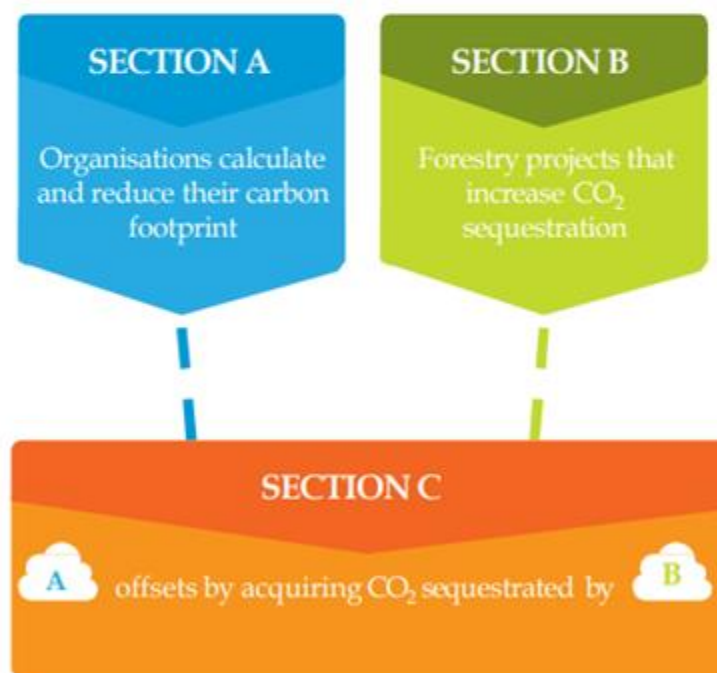 SECTION A
Organisations calculate
and reduce their carbon
footprint
SECTION B
Forestry projects that
increase CO₂
sequestration
SECTION C
A offsets by acquiring CO₂ sequestrated by B